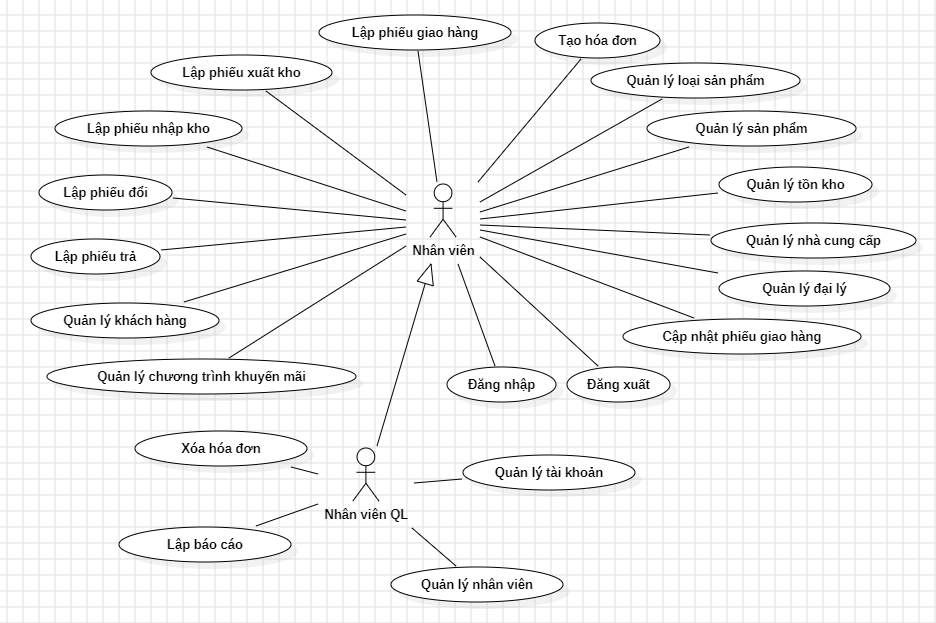 Lập phiếu giao hàng
Tạo hóa đơn
Lập phiếu xuất kho
Quản lý loại sản phẩm
Lập phiếu nhập kho
Quản lý sản phẩm
Lập phiếu đổi
Quản lý tồn kho
Nhân viên
Quản lý nhà cung cấp
Lập phiếu trả
Quản lý đại lý
Quản lý khách hàng
Cập nhật phiếu giao hàng
Quản lý chương trình khuyến mãi
Đăng nhập
Đăng xuất
Xóa hóa đơn
Quản lý tài khoản
Nhân viên QL
Lập báo cáo
Quản lý nhân viên